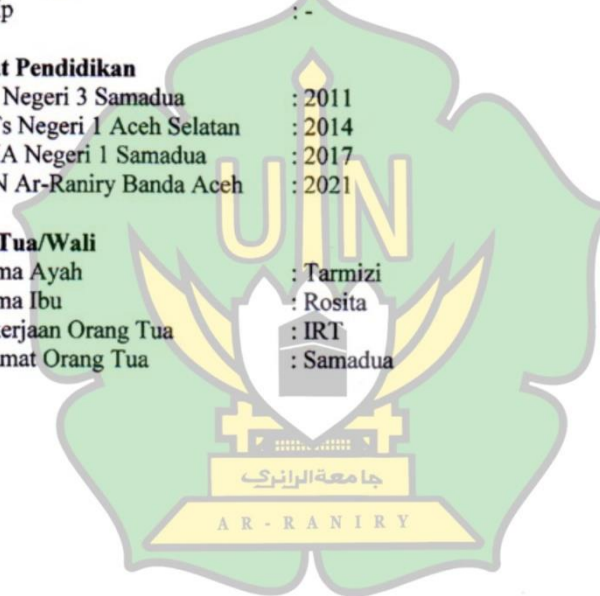 p : -
t Pendidikan
Negeri 3 Samadua : 2011
s Negeri 1 Aceh Selatan : 2014
A Negeri 1 Samadua : 2017
N Ar-Raniry Banda Aceh : 2021
Tua/Wali
ma Ayah : Tarmizi
ma Ibu : Rosita
erjaan Orang Tua : IRT
mat Orang Tua : Samadua
UIN
جامعة الرانري
AR-RANIRY